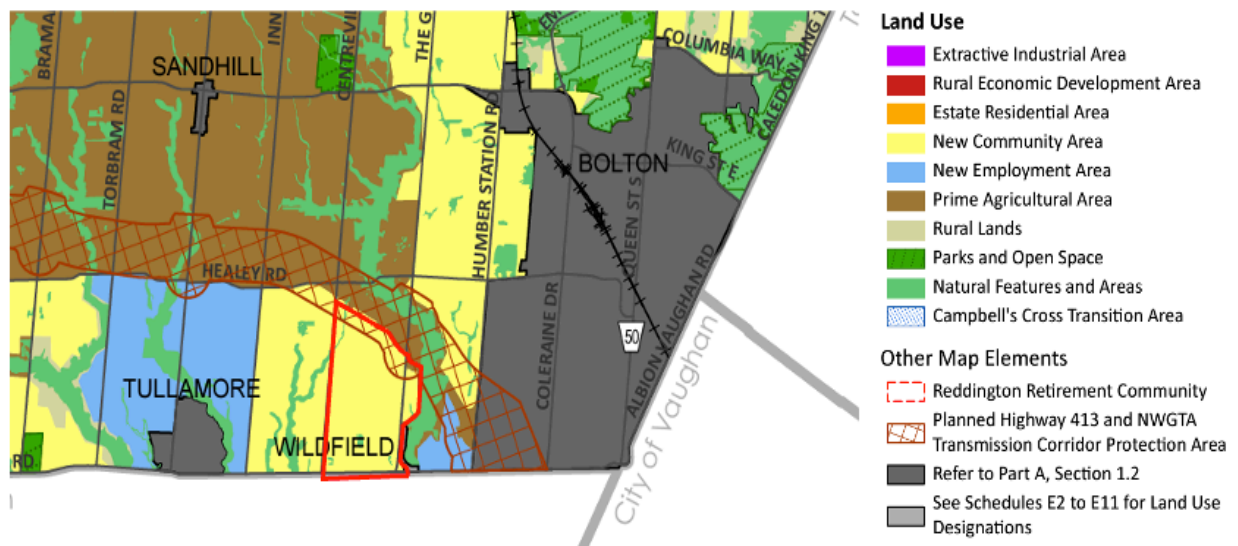 BRAMA
INN
CENTREVIL
THE G
EM
COLUMBIA WAY
CALEDON KING T
SANDHILL
TORBRAM RD
HUMBER STATION RD
BOLTON
KING ST E
QUEEN ST S
HEALEY RD
COLERAINE DR
ALBION VAUGHAN RD
50
TULLAMORE
WILDFIELD
RD
City of Vaughan
Land Use
Extractive Industrial Area
Rural Economic Development Area
Estate Residential Area
New Community Area
New Employment Area
Prime Agricultural Area
Rural Lands
Parks and Open Space
Natural Features and Areas
Campbell's Cross Transition Area
Other Map Elements
Reddington Retirement Community
Planned Highway 413 and NWGTA
Transmission Corridor Protection Area
Refer to Part A, Section 1.2
See Schedules E2 to E11 for Land Use
Designations